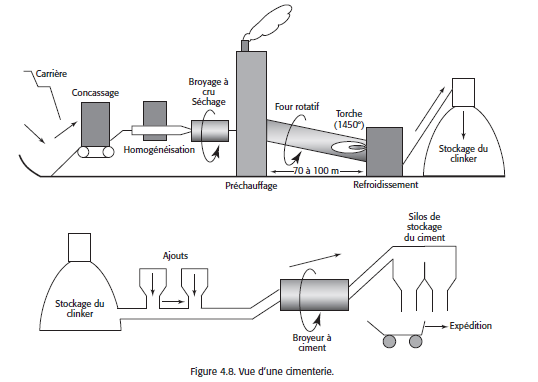 Carrière
Concassage
Homogénéisation
Broyage à
cru
Séchage
Préchauffage
Four rotatif
Torche
(1450°)
70 à 100 m
Refroidissement
Stockage du
clinker
Stockage du
clinker
Ajouts
Broyeur à
ciment
Silos de
stockage
du ciment
Expédition
Figure 4.8. Vue d'une cimenterie.